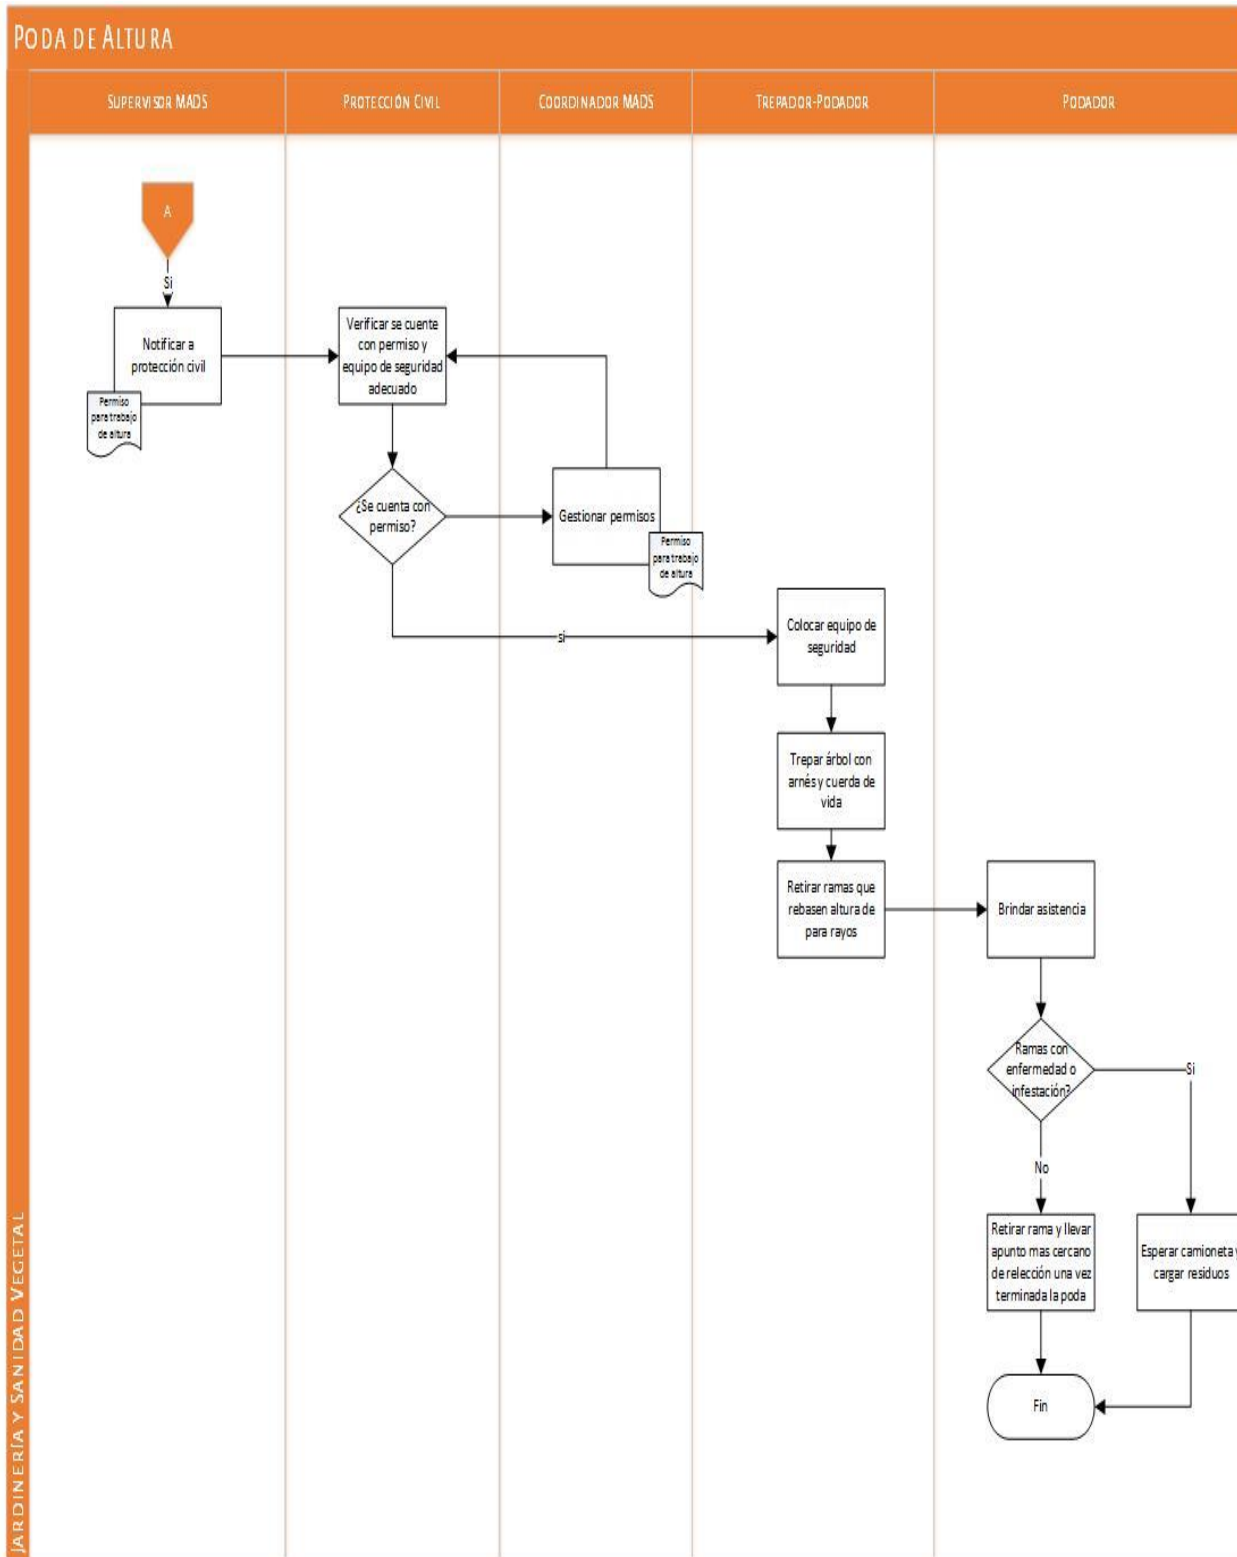 PODA DE ALTURA
SUPERVISOR MADS
PROTECCIÓN CIVIL
COORDINADOR MADS
TREPADOR-PODADOR
PODADOR
JARDINERÍA Y SANIDAD VEGETAL
A
Si
Notificar a
protección civil
Permiso
para trabajo
de altura
Verificar se cuente
con permiso y
equipo de seguridad
adecuado
¿Se cuenta con
permiso?
Gestionar permisos
Permiso
para trabajo
de altura
si
Colocar equipo de
seguridad
Trepar árbol con
arnés y cuerda de
vida
Retirar ramas que
rebasen altura de
para rayos
Brindar asistencia
Ramas con
enfermedad o
infestación?
Si
No
Retirar rama y llevar
apunto mas cercano
de relección una vez
terminada la poda
Esperar camioneta y
cargar residuos
Fin